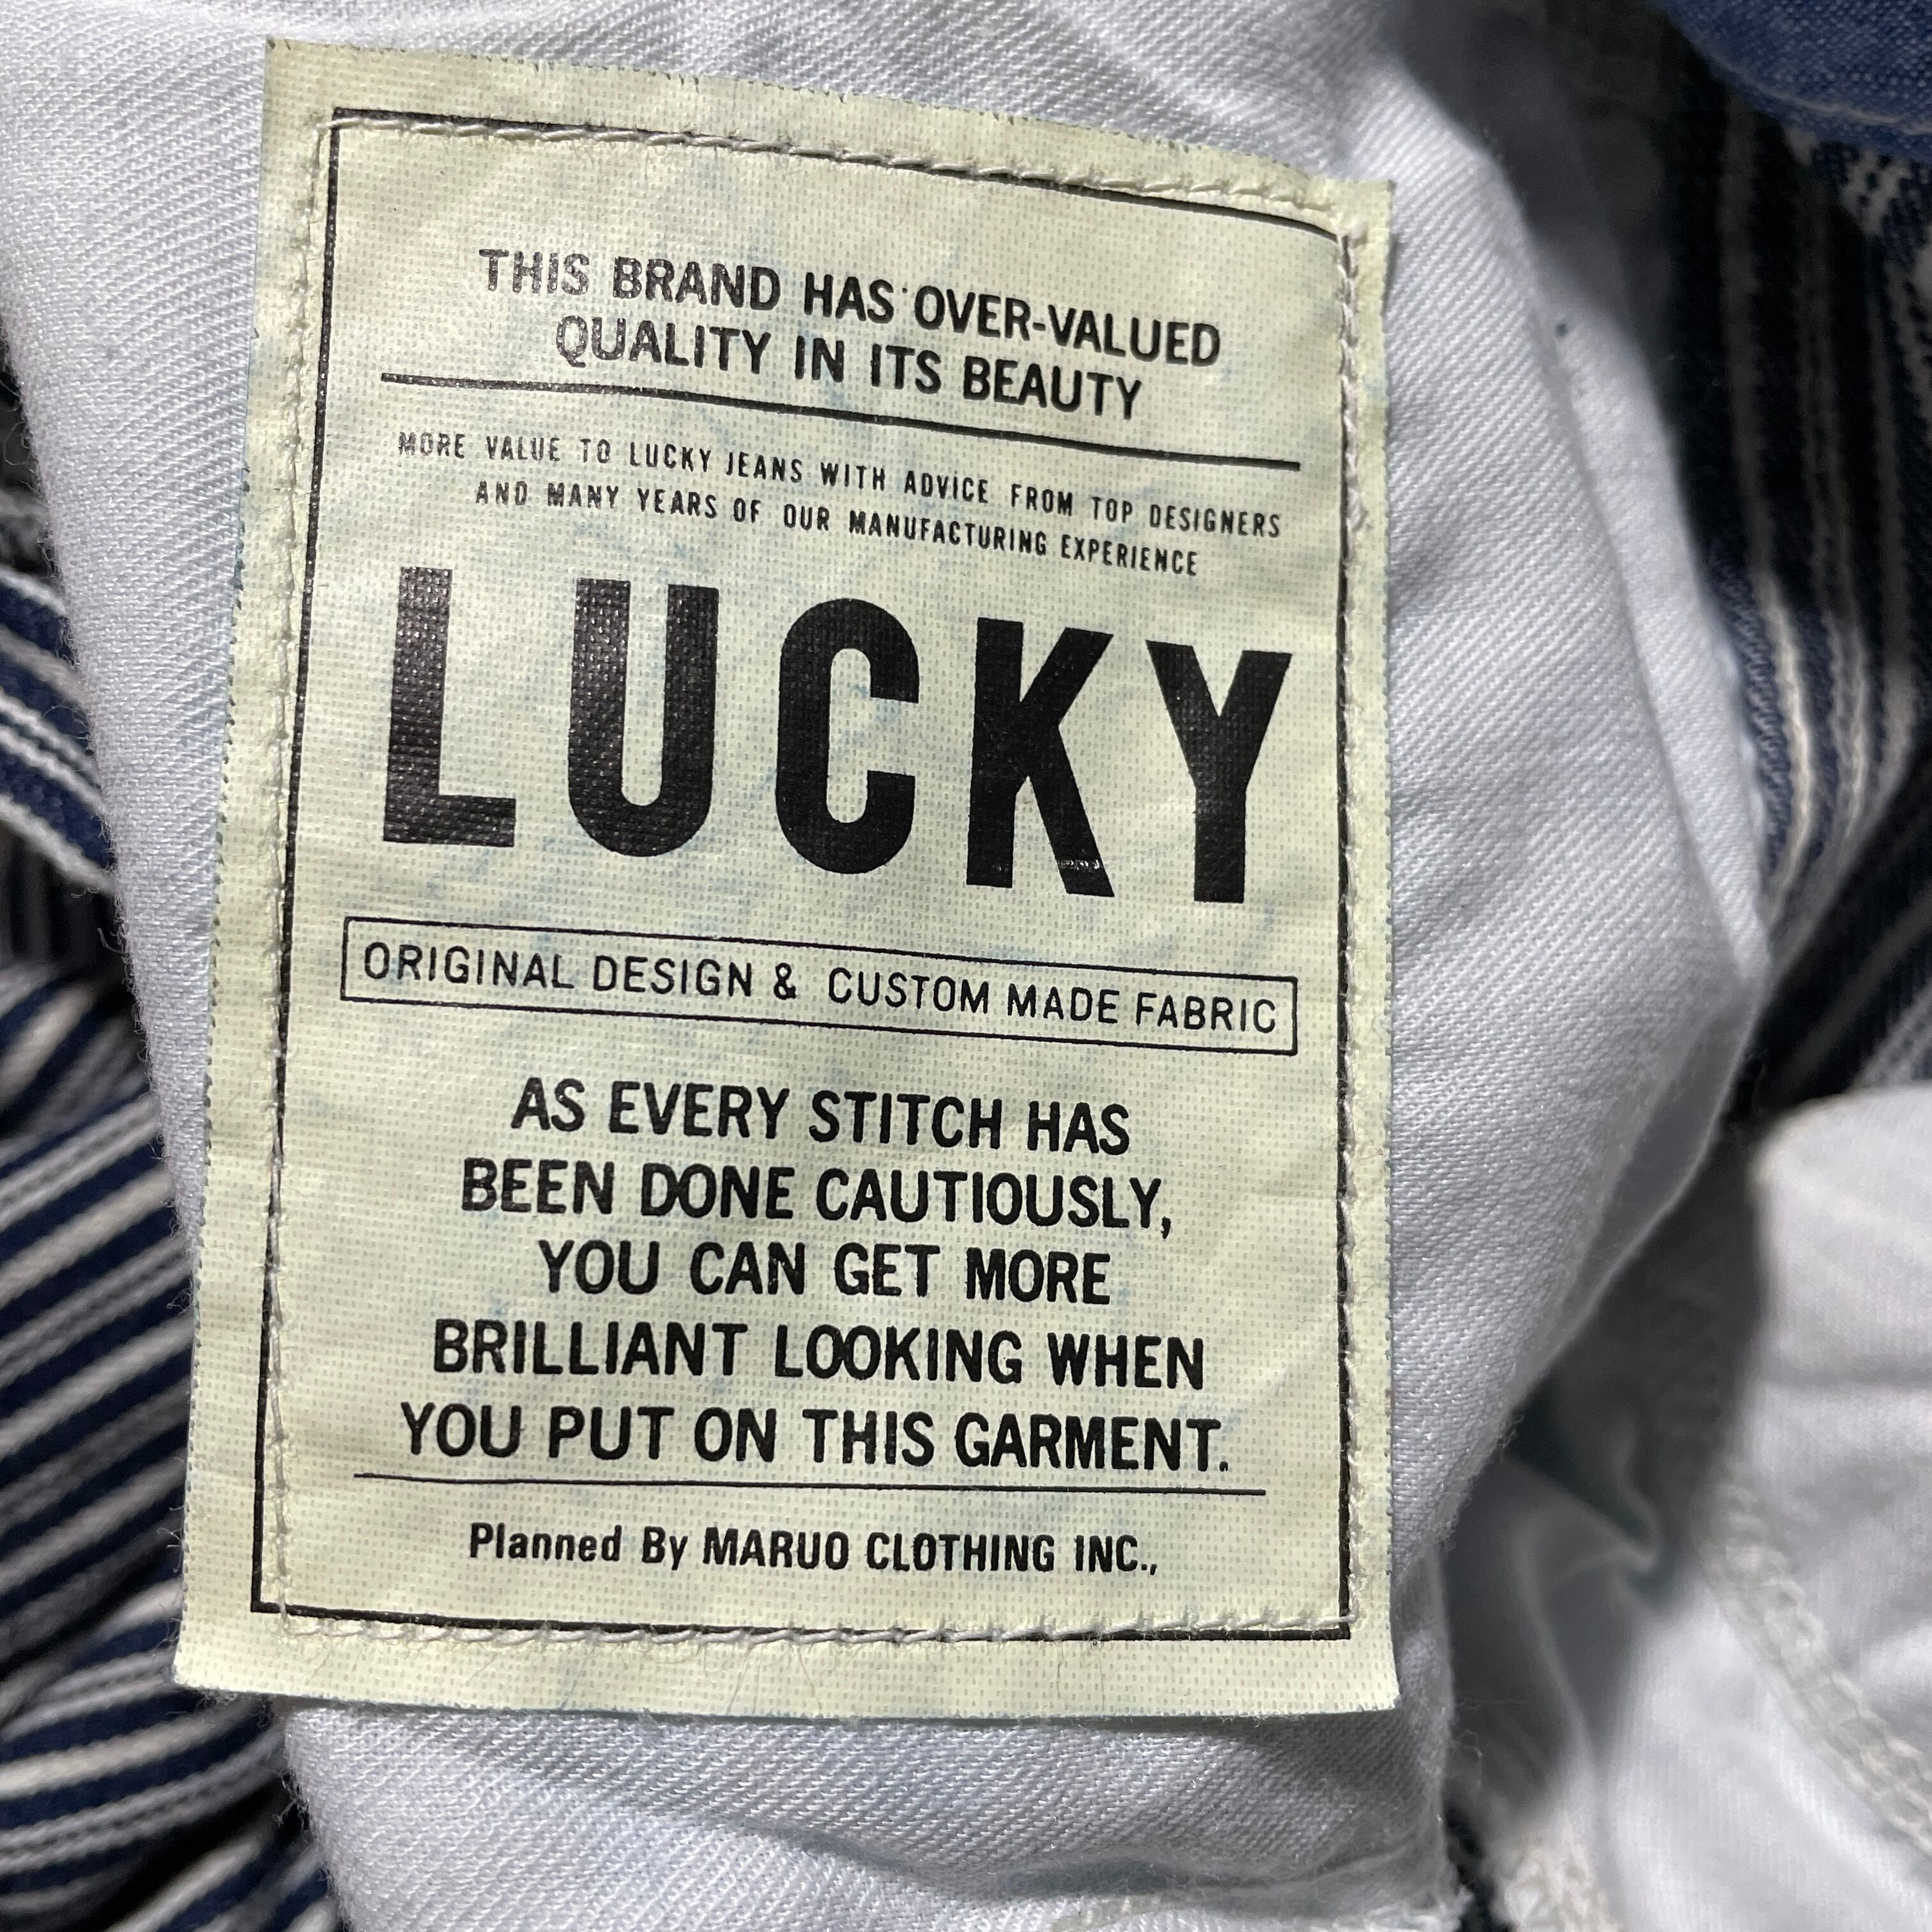 THIS BRAND HAS OVER-VALUED
QUALITY IN ITS BEAUTY
MORE VALUE TO LUCKY JEANS WITH ADVICE FROM TOP DESIGNERS
AND MANY YEARS OF OUR MANUFACTURING EXPERIENCE
LUCKY
ORIGINAL DESIGN & CUSTOM MADE FABRIC
AS EVERY STITCH HAS
BEEN DONE CAUTIOUSLY,
YOU CAN GET MORE
BRILLIANT LOOKING WHEN
YOU PUT ON THIS GARMENT.
Planned By MARUO CLOTHING INC.,